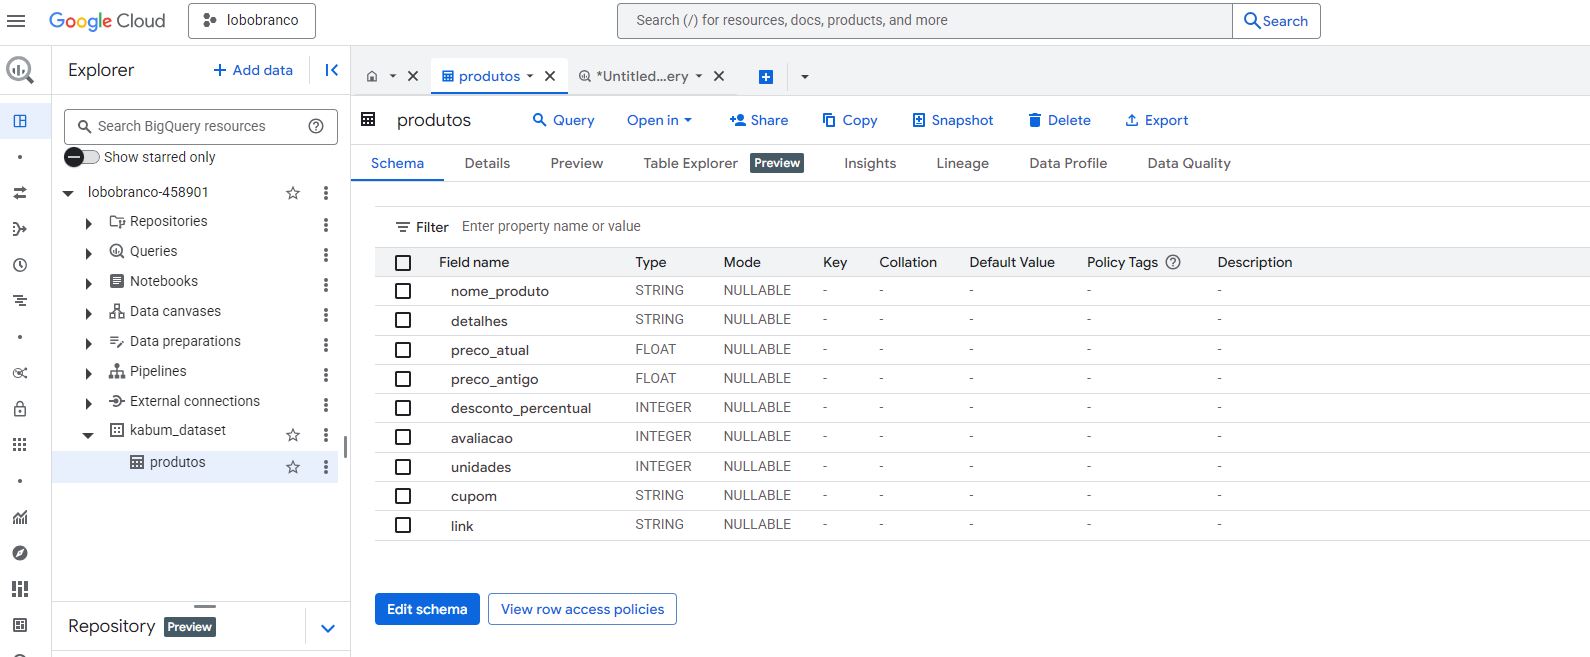 Google Cloud
lobobranco
Search (/) for resources, docs, products, and more
Search
Explorer
+ Add data
produtos
*Untitled...ery
Search BigQuery resources
Show starred only
lobobranco-458901
Repositories
Queries
Notebooks
Data canvases
Data preparations
Pipelines
External connections
kabum_dataset
produtos
Repository Preview
produtos
Query
Open in
Share
Copy
Snapshot
Delete
Export
Schema Details Preview Table Explorer Preview Insights Lineage Data Profile Data Quality
Filter Enter property name or value
Field name Type Mode Key Collation Default Value Policy Tags Description
nome_produto STRING NULLABLE - - - - -
detalhes STRING NULLABLE - - - - -
preco_atual FLOAT NULLABLE - - - - -
preco_antigo FLOAT NULLABLE - - - - -
desconto_percentual INTEGER NULLABLE - - - - -
avaliacao INTEGER NULLABLE - - - - -
unidades INTEGER NULLABLE - - - - -
cupom STRING NULLABLE - - - - -
link STRING NULLABLE - - - - -
Edit schema
View row access policies